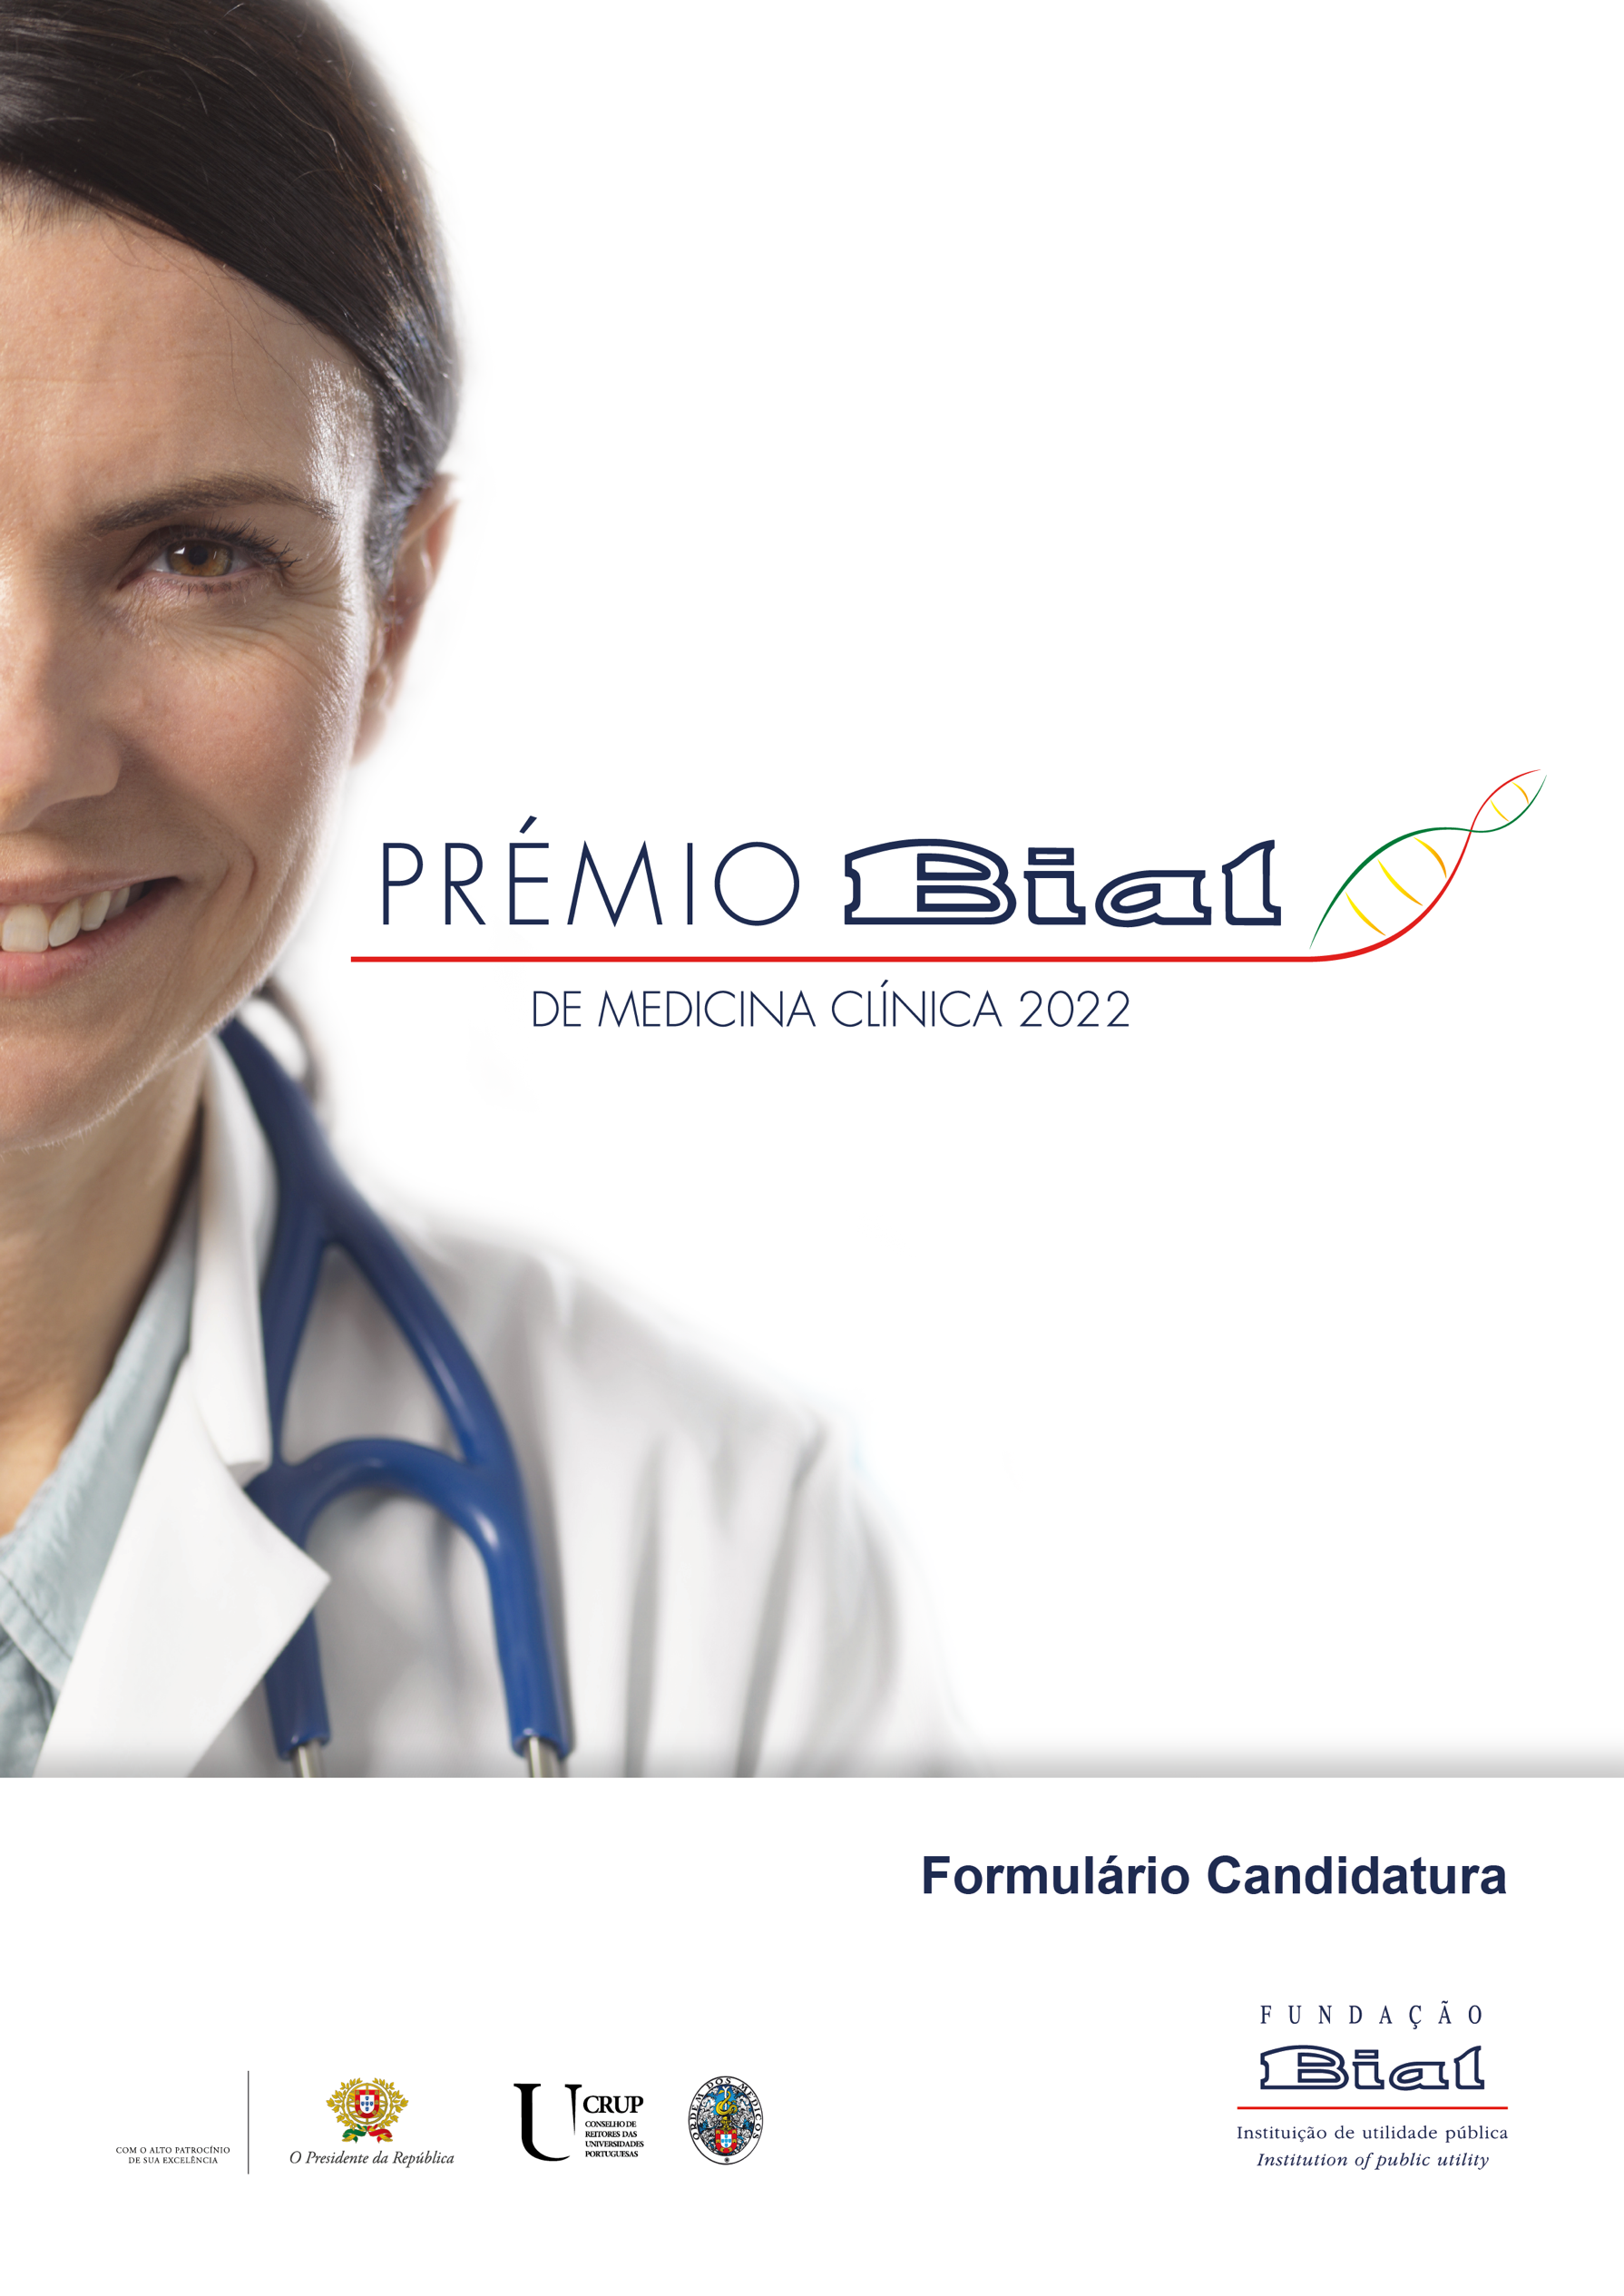 PRÉMIO Bial
DE MEDICINA CLÍNICA 2022
Formulário Candidatura
COM O ALTO PATROCÍNIO
DE SUA EXCELÊNCIA
O Presidente da República
CRUP
CONSELHO DE
REITORES DAS
UNIVERSIDADES
PORTUGUESAS
ORDEM DOS MEDICOS
FUNDAÇÃO
Bial
Instituição de utilidade pública
Institution of public utility